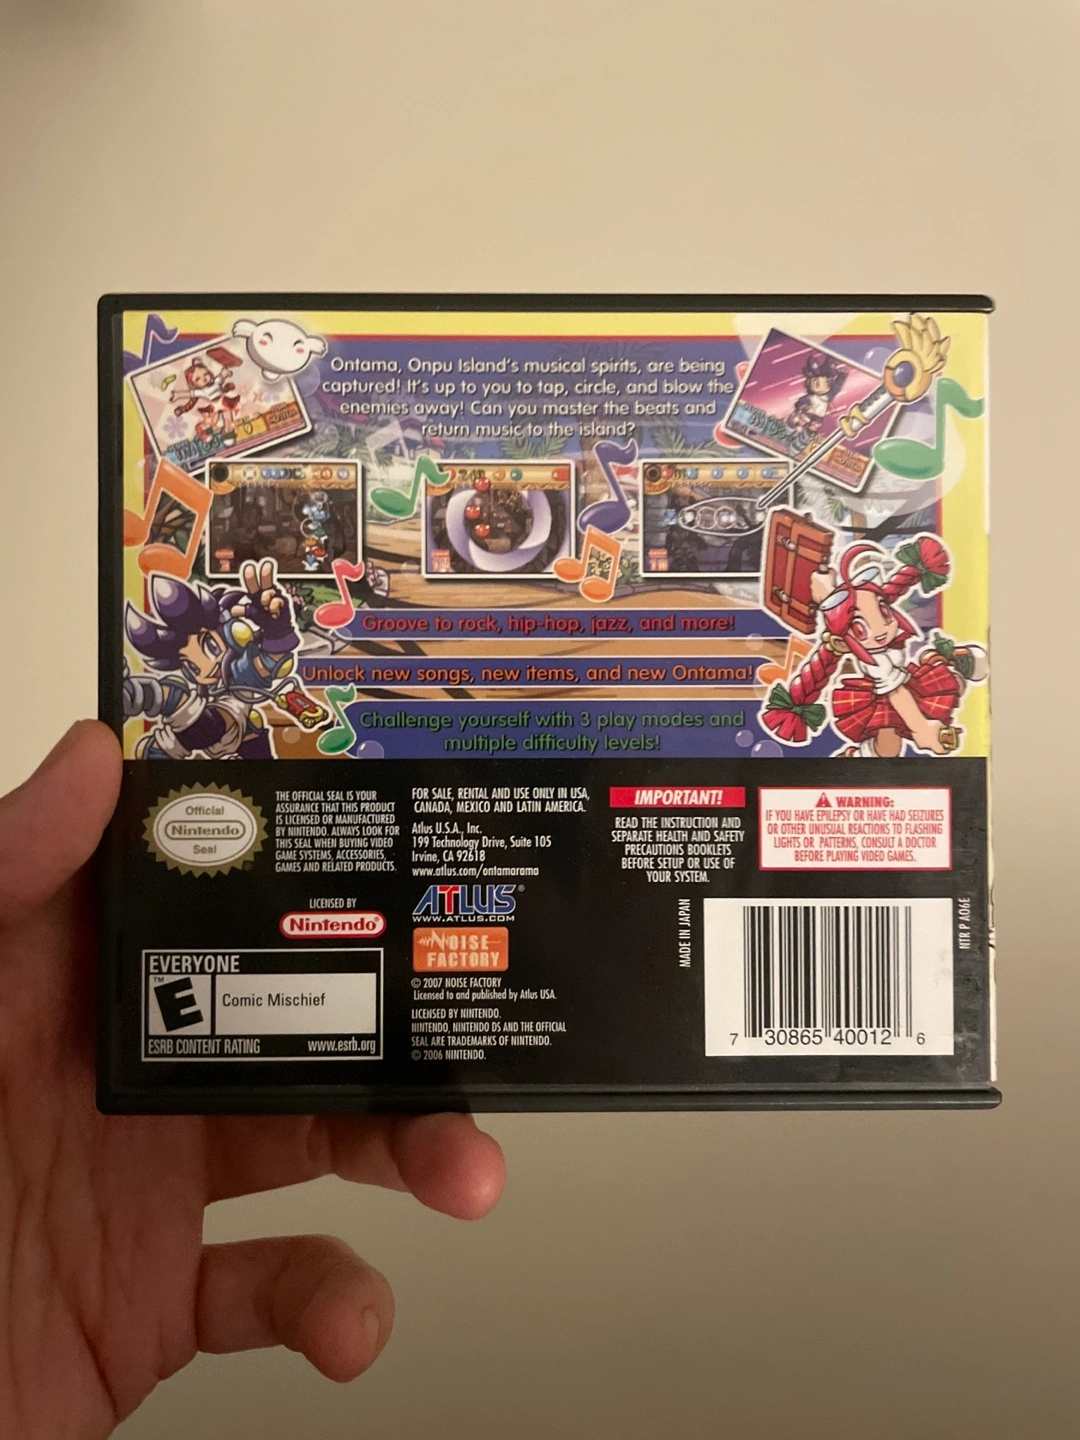 Ontama, Onpu Island's musical spirits, are being
captured! It's up to you to tap, circle, and blow the
enemies away! Can you master the beats and
return music to the island?
Groove to rock, hip-hop, jazz, and more!
Unlock new songs, new items, and new Ontama!
Challenge yourself with 3 play modes and
multiple difficulty levels!
Official
Nintendo
Seal
THE OFFICIAL SEAL IS YOUR
ASSURANCE THAT THIS PRODUCT
IS LICENSED OR MANUFACTURED
BY NINTENDO. ALWAYS LOOK FOR
THIS SEAL WHEN BUYING VIDEO
GAME SYSTEMS, ACCESSORIES,
GAMES AND RELATED PRODUCTS.
LICENSED BY
Nintendo®
EVERYONE
E™
Comic Mischief
ESRB CONTENT RATING www.esrb.org
FOR SALE, RENTAL AND USE ONLY IN USA,
CANADA, MEXICO AND LATIN AMERICA.
Atlus U.S.A., Inc.
199 Technology Drive, Suite 105
Irvine, CA 92618
www.atlus.com/ontamarama
ATLUS®
WWW.ATLUS.COM
NOISE
FACTORY
© 2007 NOISE FACTORY
Licensed to and published by Atlus USA.
LICENSED BY NINTENDO.
NINTENDO, NINTENDO DS AND THE OFFICIAL
SEAL ARE TRADEMARKS OF NINTENDO.
© 2006 NINTENDO.
IMPORTANT!
READ THE INSTRUCTION AND
SEPARATE HEALTH AND SAFETY
PRECAUTIONS BOOKLETS
BEFORE SETUP OR USE OF
YOUR SYSTEM.
WARNING:
IF YOU HAVE EPILEPSY OR HAVE HAD SEIZURES
OR OTHER UNUSUAL REACTIONS TO FLASHING
LIGHTS OR PATTERNS, CONSULT A DOCTOR
BEFORE PLAYING VIDEO GAMES.
MADE IN JAPAN
7 30865 40012 6
NTR P AO6E